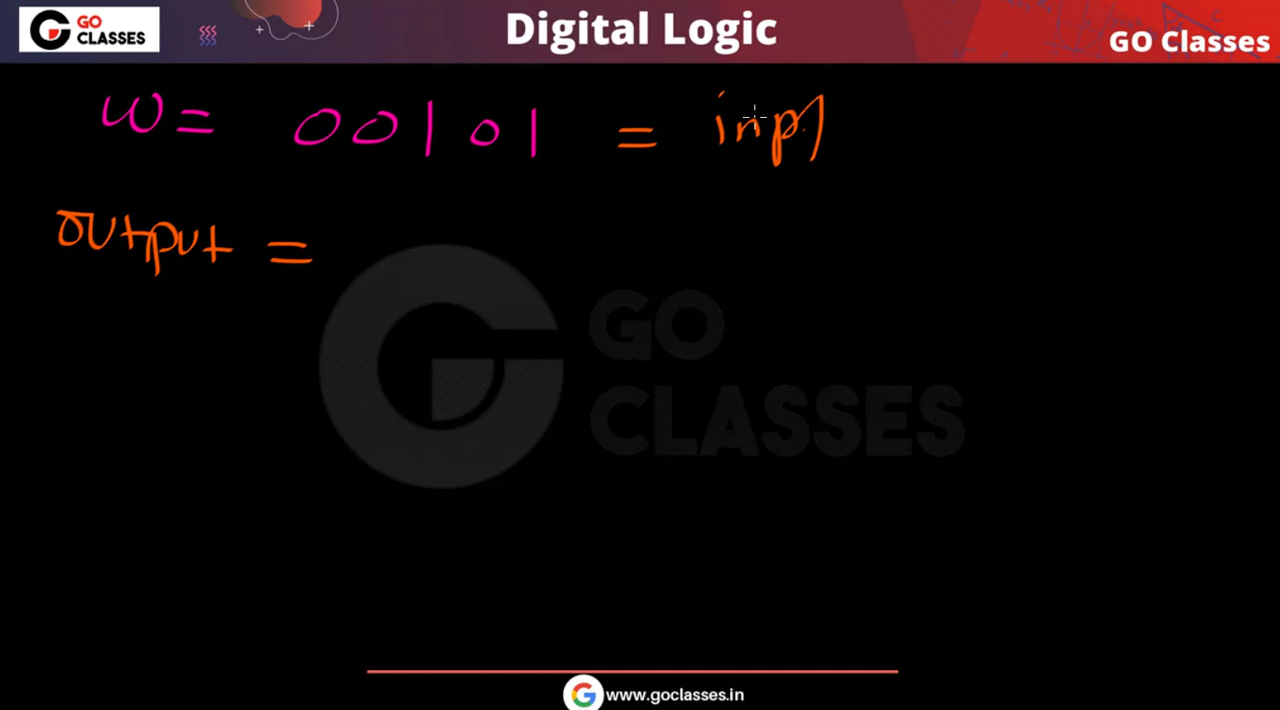 GO CLASSES
Digital Logic
GO Classes
w = 00101 = inp
output =
GO CLASSES
www.goclasses.in